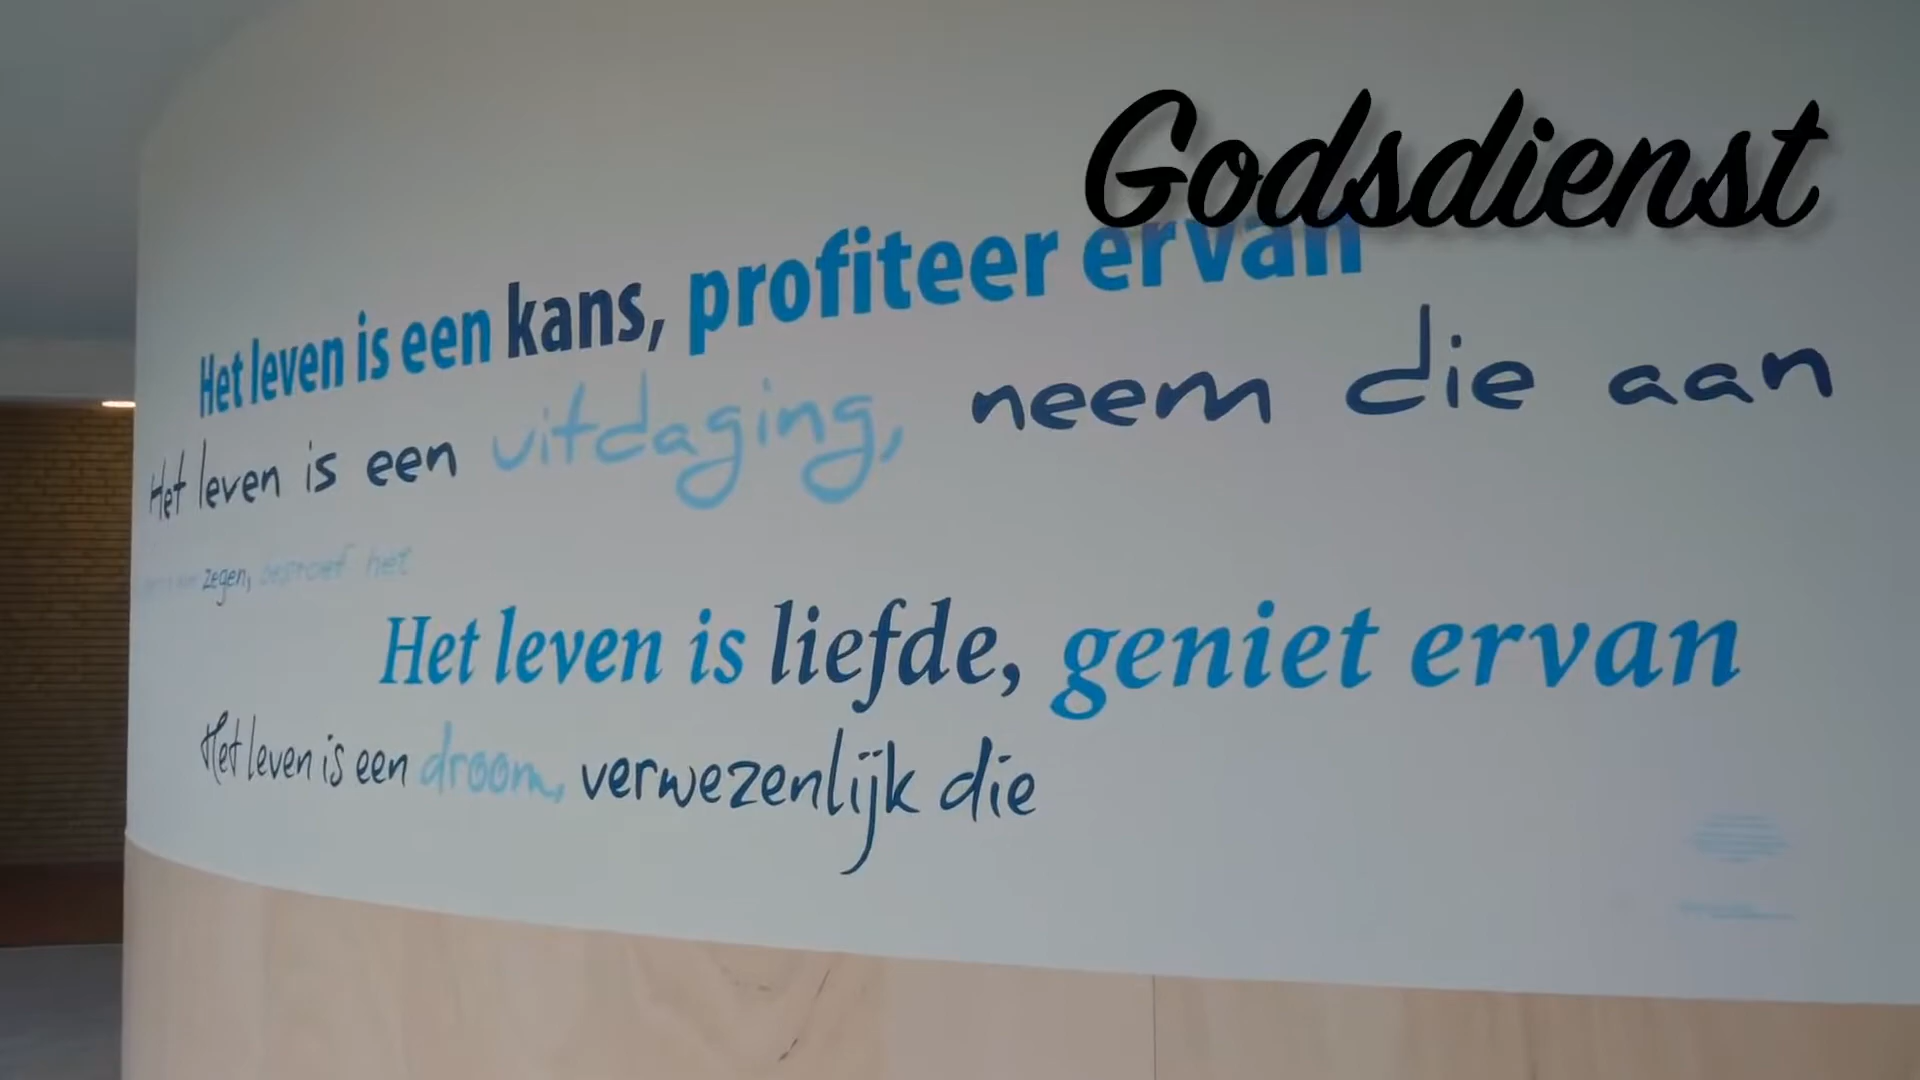 Godsdienst
Het leven is een kans, profiteer ervan
Het leven is een uitdaging, neem die aan
zegen, het
Het leven is liefde, geniet ervan
Het leven is een droom, verwezenlijk die